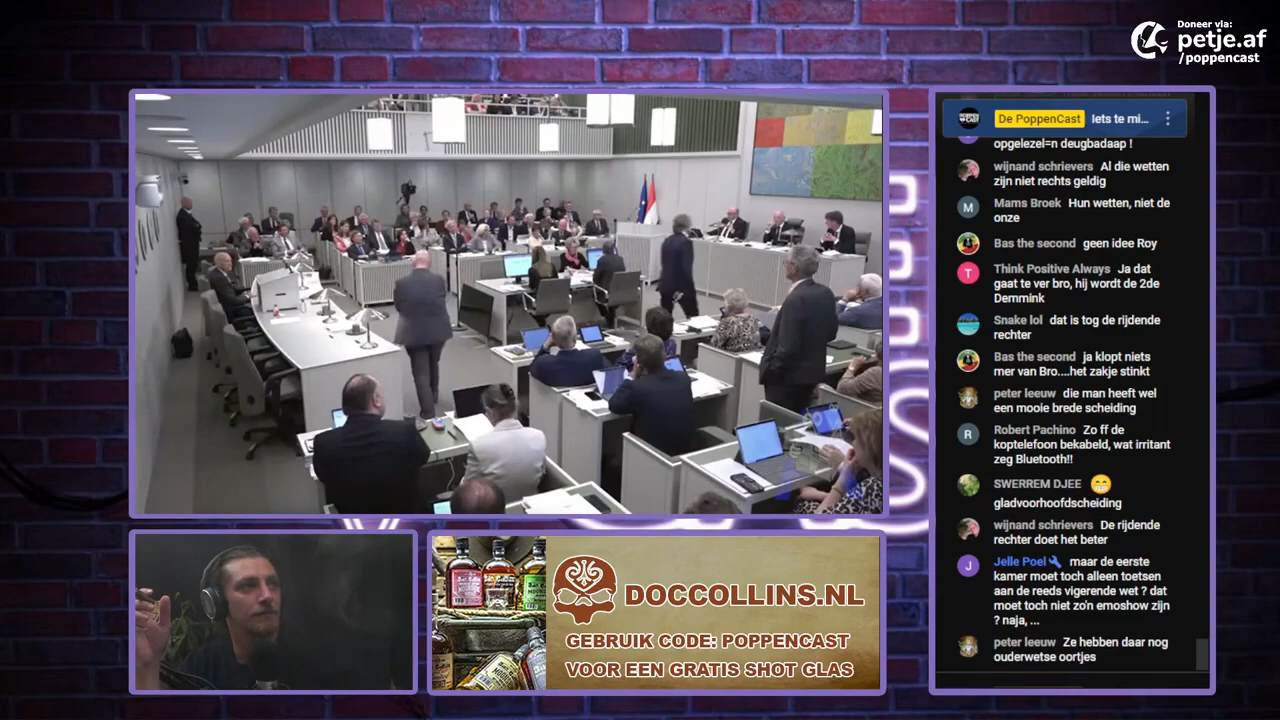 Doneer via:
petje.af
/poppencast
De PoppenCast Iets te mi...
opgelezel=n deugbadaap !
wijnand schrievers Al die wetten
zijn niet rechts geldig
Mams Broek Hun wetten, niet de
onze
Bas the second geen idee Roy
Think Positive Always Ja dat
gaat te ver bro, hij wordt de 2de
Demmink
Snake lol dat is tog de rijdende
rechter
Bas the second ja klopt niets
mer van Bro....het zakje stinkt
peter leeuw die man heeft wel
een mooie brede scheiding
Robert Pachino Zo ff de
koptelefoon bekabeld, wat irritant
zeg Bluetooth!!
SWERREM DJEE 😁
gladvoorhoofdscheiding
wijnand schrievers De rijdende
rechter doet het beter
Jelle Poel maar de eerste
kamer moet toch alleen toetsen
aan de reeds vigerende wet ? dat
moet toch niet zo'n emoshow zijn
? naja, ...
peter leeuw Ze hebben daar nog
ouderwetse oortjes
DOCCOLLINS.NL
GEBRUIK CODE: POPPENCAST
VOOR EEN GRATIS SHOT GLAS